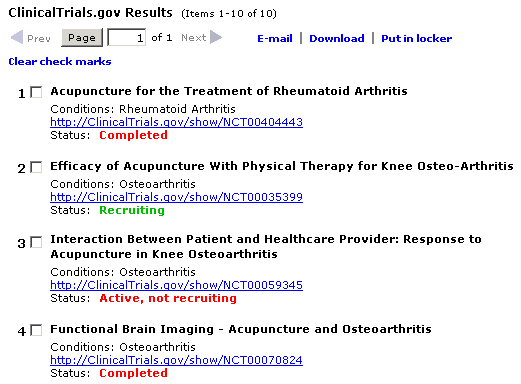 ClinicalTrials.gov Results (Items 1-10 of 10)
Prev Page 1 of 1 Next E-mail | Download | Put in locker
Clear check marks
1 Acupuncture for the Treatment of Rheumatoid Arthritis
Conditions: Rheumatoid Arthritis
http://ClinicalTrials.gov/show/NCT00404443
Status: Completed
2 Efficacy of Acupuncture With Physical Therapy for Knee Osteo-Arthritis
Conditions: Osteoarthritis
http://ClinicalTrials.gov/show/NCT00035399
Status: Recruiting
3 Interaction Between Patient and Healthcare Provider: Response to
Acupuncture in Knee Osteoarthritis
Conditions: Osteoarthritis
http://ClinicalTrials.gov/show/NCT00059345
Status: Active, not recruiting
4 Functional Brain Imaging - Acupuncture and Osteoarthritis
Conditions: Osteoarthritis
http://ClinicalTrials.gov/show/NCT00070824
Status: Completed